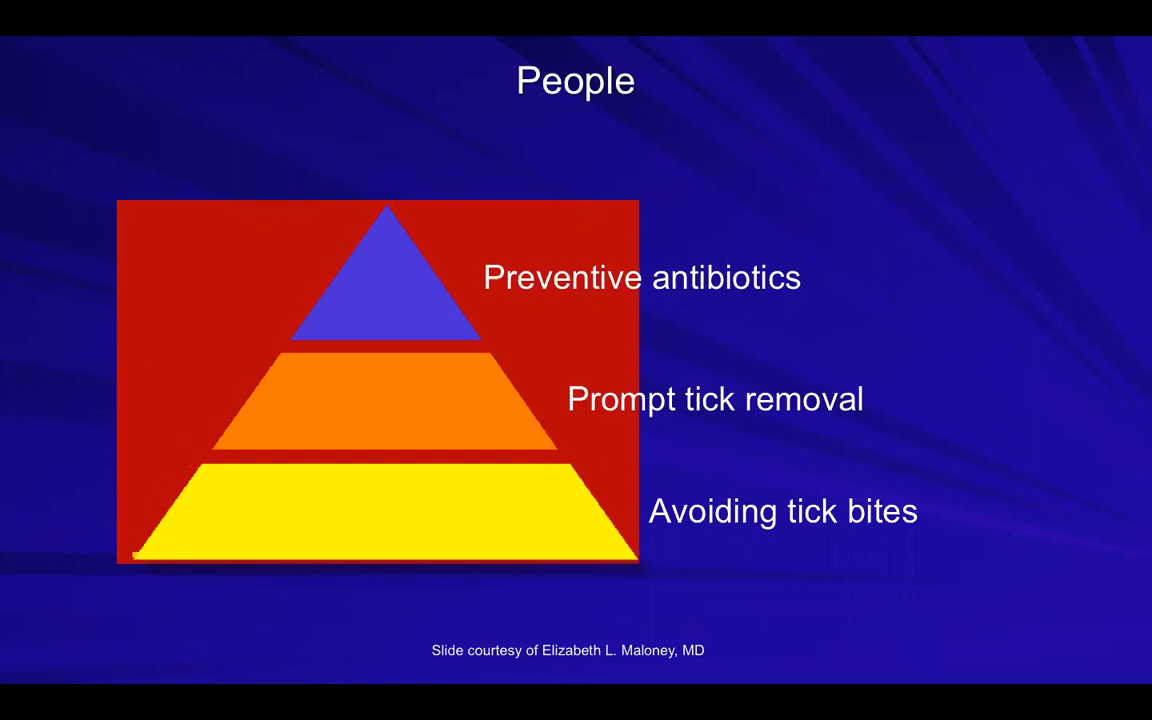 People
Preventive antibiotics
Prompt tick removal
Avoiding tick bites
Slide courtesy of Elizabeth L. Maloney, MD